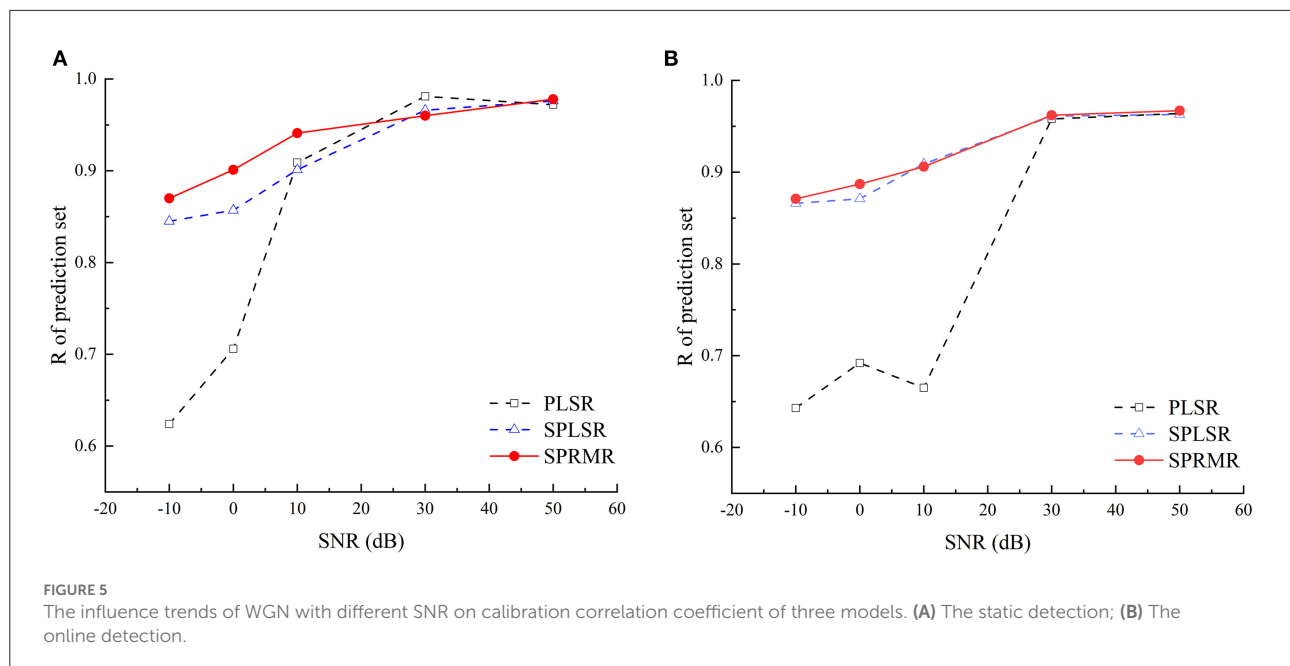 A
1.0
0.9
0.8
0.7
0.6
R of prediction set
-20 -10 0 10 20 30 40 50 60
SNR (dB)
PLSR
SPLSR
SPRMR
B
1.0
0.9
0.8
0.7
0.6
R of prediction set
-20 -10 0 10 20 30 40 50 60
SNR (dB)
PLSR
SPLSR
SPRMR
FIGURE 5
The influence trends of WGN with different SNR on calibration correlation coefficient of three models. (A) The static detection; (B) The
online detection.